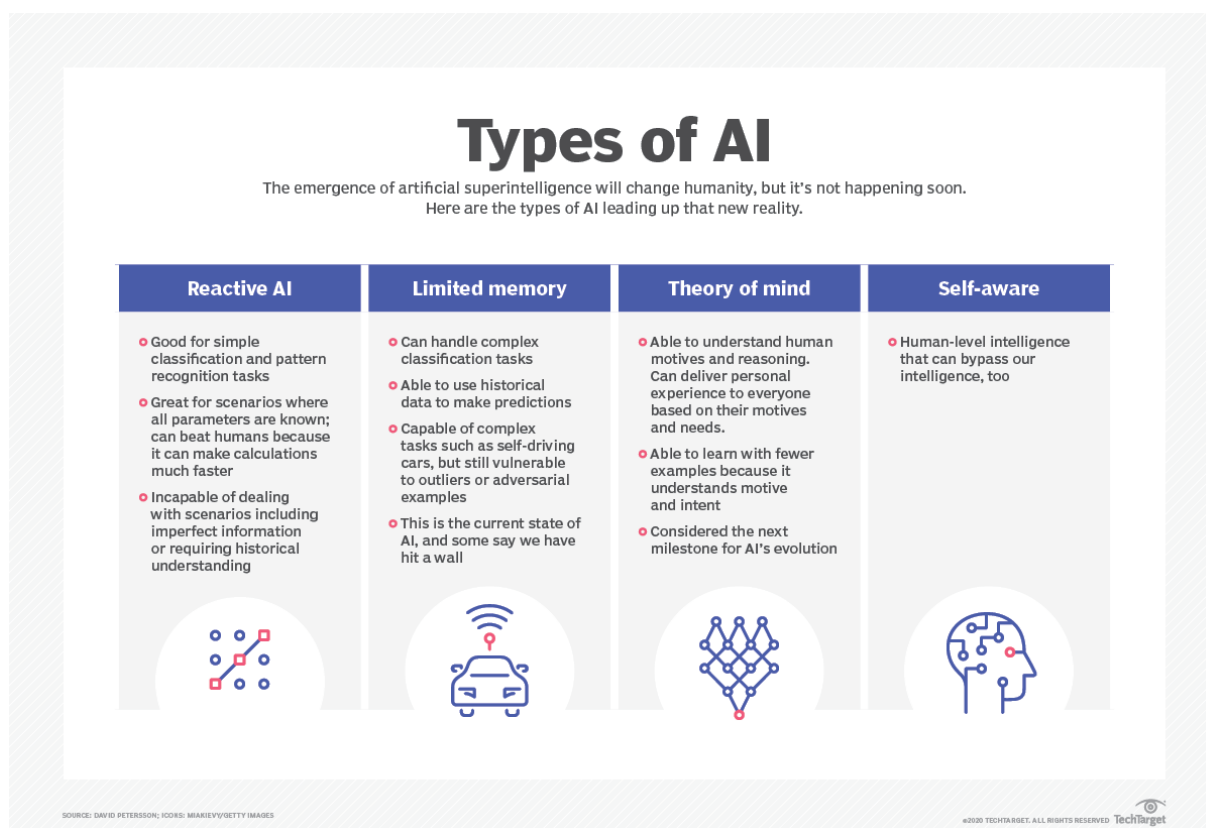 Types of AI
The emergence of artificial superintelligence will change humanity, but it's not happening soon.
Here are the types of AI leading up that new reality.
Reactive AI
Good for simple
classification and pattern
recognition tasks
Great for scenarios where
all parameters are known;
can beat humans because
it can make calculations
much faster
Incapable of dealing
with scenarios including
imperfect information
or requiring historical
understanding
Limited memory
Can handle complex
classification tasks
Able to use historical
data to make predictions
Capable of complex
tasks such as self-driving
cars, but still vulnerable
to outliers or adversarial
examples
This is the current state of
AI, and some say we have
hit a wall
Theory of mind
Able to understand human
motives and reasoning.
Can deliver personal
experience to everyone
based on their motives
and needs.
Able to learn with fewer
examples because it
understands motive
and intent
Considered the next
milestone for AI's evolution
Self-aware
Human-level intelligence
that can bypass our
intelligence, too
SOURCE: DAVID PETERSSON; ICORS: MIAKIEVY/GETTY IMAGES
©2020 TECHTARGET. ALL RIGHTS RESERVED TechTarget